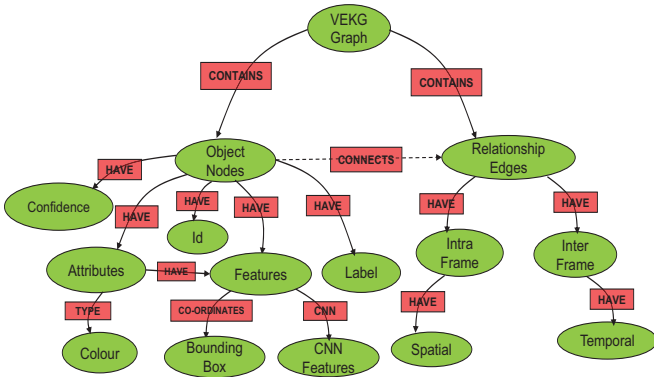 VEKG
Graph
CONTAINS
CONTAINS
Object
Nodes
CONNECTS
Relationship
Edges
HAVE
Confidence
HAVE
HAVE
Id
HAVE
HAVE
HAVE
HAVE
Attributes
HAVE
Features
Label
Intra
Frame
Inter
Frame
TYPE
CO-ORDINATES
CNN
HAVE
HAVE
Colour
Bounding
Box
CNN
Features
Spatial
Temporal